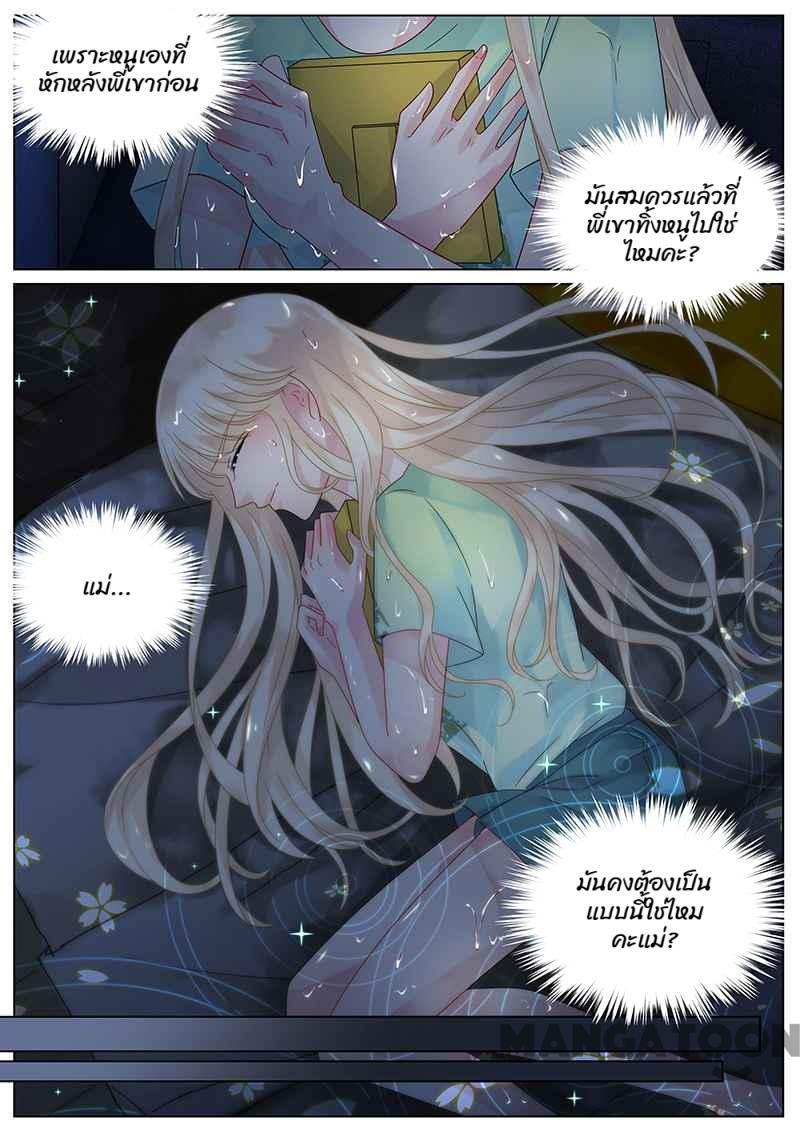 เพราะหนูเองที่
หักหลังพี่เขาก่อน
มันสมควรแล้วที่
พี่เขาทิ้งหนูไปใช่
ไหมคะ?
แม่...
มันคงต้องเป็น
แบบนี้ใช่ไหม
คะแม่?
MANGATOON